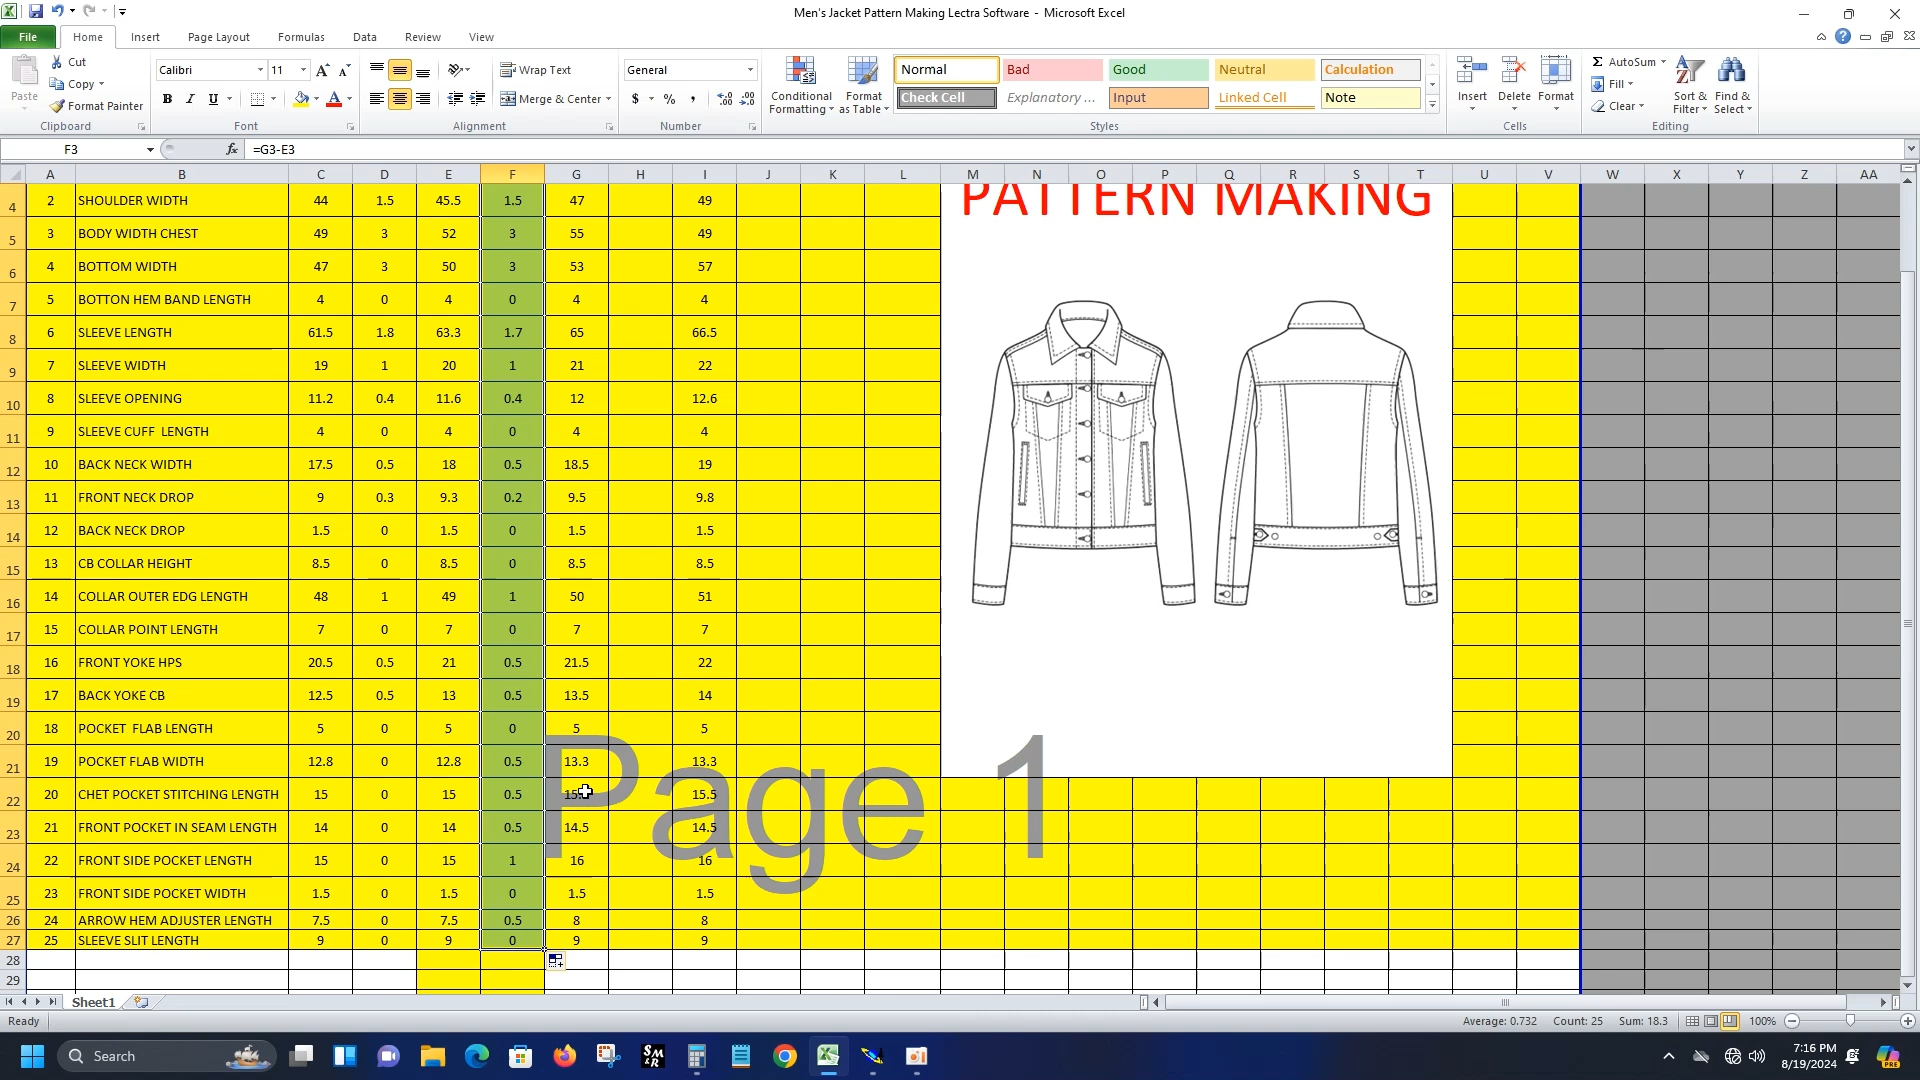 Men's Jacket Pattern Making Lectra Software - Microsoft Excel
File Home Insert Page Layout Formulas Data Review View
Paste Cut Copy Format Painter Clipboard
Calibri 11 B I U Font
Wrap Text Merge & Center Alignment
General $ % , Number
Conditional Formatting Format as Table
Normal Bad Good Neutral Calculation
Check Cell Explanatory ... Input Linked Cell Note
Styles
Insert Delete Format Cells
AutoSum Fill Clear Sort & Filter Find & Select Editing
F3 fx =G3-E3
A B C D E F G H I J K L M N O P Q R S T U V W X Y Z AA
4 2 SHOULDER WIDTH 44 1.5 45.5 1.5 47 49
PATTERN MAKING
5 3 BODY WIDTH CHEST 49 3 52 3 55 49
6 4 BOTTOM WIDTH 47 3 50 3 53 57
7 5 BOTTON HEM BAND LENGTH 4 0 4 0 4 4
8 6 SLEEVE LENGTH 61.5 1.8 63.3 1.7 65 66.5
9 7 SLEEVE WIDTH 19 1 20 1 21 22
10 8 SLEEVE OPENING 11.2 0.4 11.6 0.4 12 12.6
11 9 SLEEVE CUFF LENGTH 4 0 4 0 4 4
12 10 BACK NECK WIDTH 17.5 0.5 18 0.5 18.5 19
13 11 FRONT NECK DROP 9 0.3 9.3 0.2 9.5 9.8
14 12 BACK NECK DROP 1.5 0 1.5 0 1.5 1.5
15 13 CB COLLAR HEIGHT 8.5 0 8.5 0 8.5 8.5
16 14 COLLAR OUTER EDG LENGTH 48 1 49 1 50 51
17 15 COLLAR POINT LENGTH 7 0 7 0 7 7
18 16 FRONT YOKE HPS 20.5 0.5 21 0.5 21.5 22
19 17 BACK YOKE CB 12.5 0.5 13 0.5 13.5 14
20 18 POCKET FLAB LENGTH 5 0 5 0 5 5
21 19 POCKET FLAB WIDTH 12.8 0 12.8 0.5 13.3 13.3
22 20 CHET POCKET STITCHING LENGTH 15 0 15 0.5 15.5
Page 1
23 21 FRONT POCKET IN SEAM LENGTH 14 0 14 0.5 14.5 14.5
24 22 FRONT SIDE POCKET LENGTH 15 0 15 1 16 16
25 23 FRONT SIDE POCKET WIDTH 1.5 0 1.5 0 1.5 1.5
26 24 ARROW HEM ADJUSTER LENGTH 7.5 0 7.5 0.5 8 8
27 25 SLEEVE SLIT LENGTH 9 0 9 0 9 9
28
29
Sheet1
Ready Average: 0.732 Count: 25 Sum: 18.3 100%
Search
7:16 PM
8/19/2024